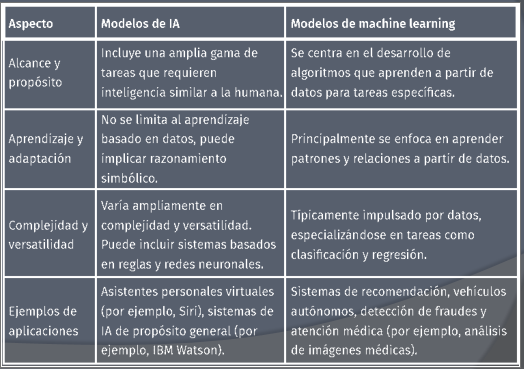 Aspecto
Modelos de IA
Modelos de machine learning
Alcance y
propósito
Incluye una amplia gama de
tareas que requieren
inteligencia similar a la humana.
Se centra en el desarrollo de
algoritmos que aprenden a partir de
datos para tareas específicas.
Aprendizaje y
adaptación
No se limita al aprendizaje
basado en datos, puede
implicar razonamiento
simbólico.
Principalmente se enfoca en aprender
patrones y relaciones a partir de datos.
Complejidad y
versatilidad
Varía ampliamente en
complejidad y versatilidad.
Puede incluir sistemas basados
en reglas y redes neuronales.
Típicamente impulsado por datos,
especializándose en tareas como
clasificación y regresión.
Ejemplos de
aplicaciones
Asistentes personales virtuales
(por ejemplo, Siri), sistemas de
IA de propósito general (por
ejemplo, IBM Watson).
Sistemas de recomendación, vehículos
autónomos, detección de fraudes y
atención médica (por ejemplo, análisis
de imágenes médicas).